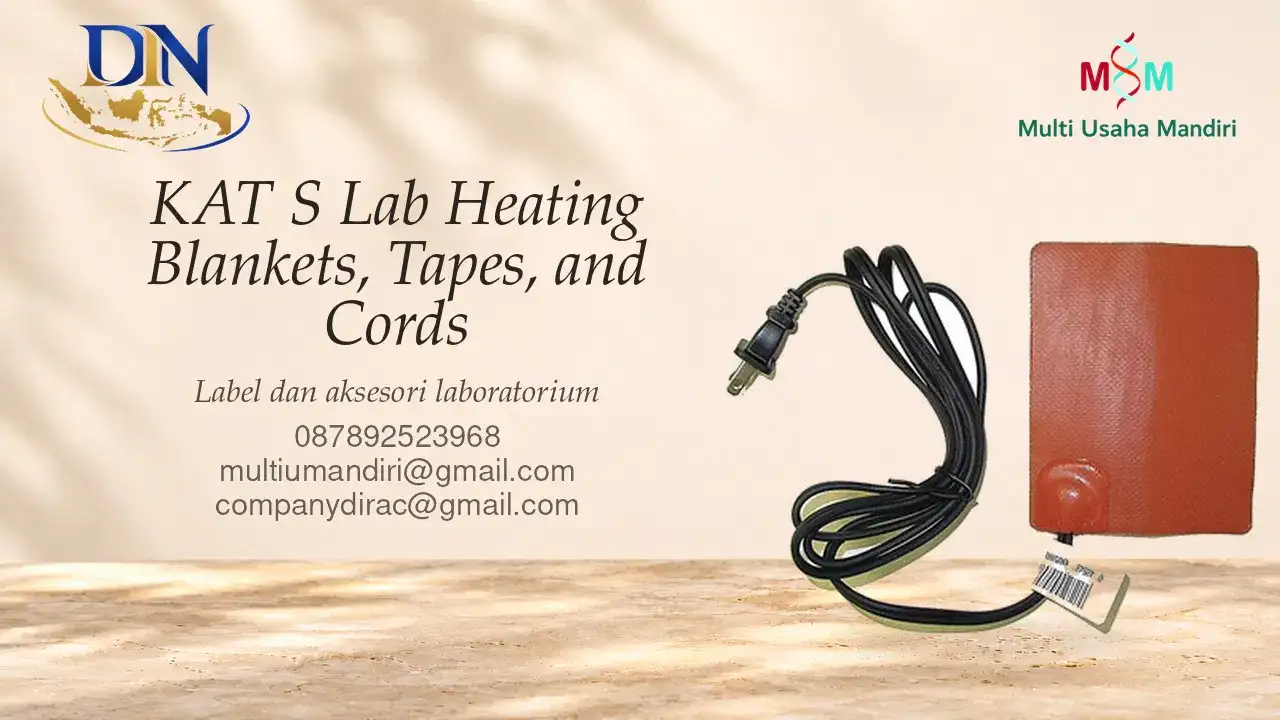 DN
M M
Multi Usaha Mandiri
KAT S Lab Heating
Blankets, Tapes, and
Cords
Label dan aksesori laboratorium
087892523968
multiumandiri@gmail.com
companydirac@gmail.com